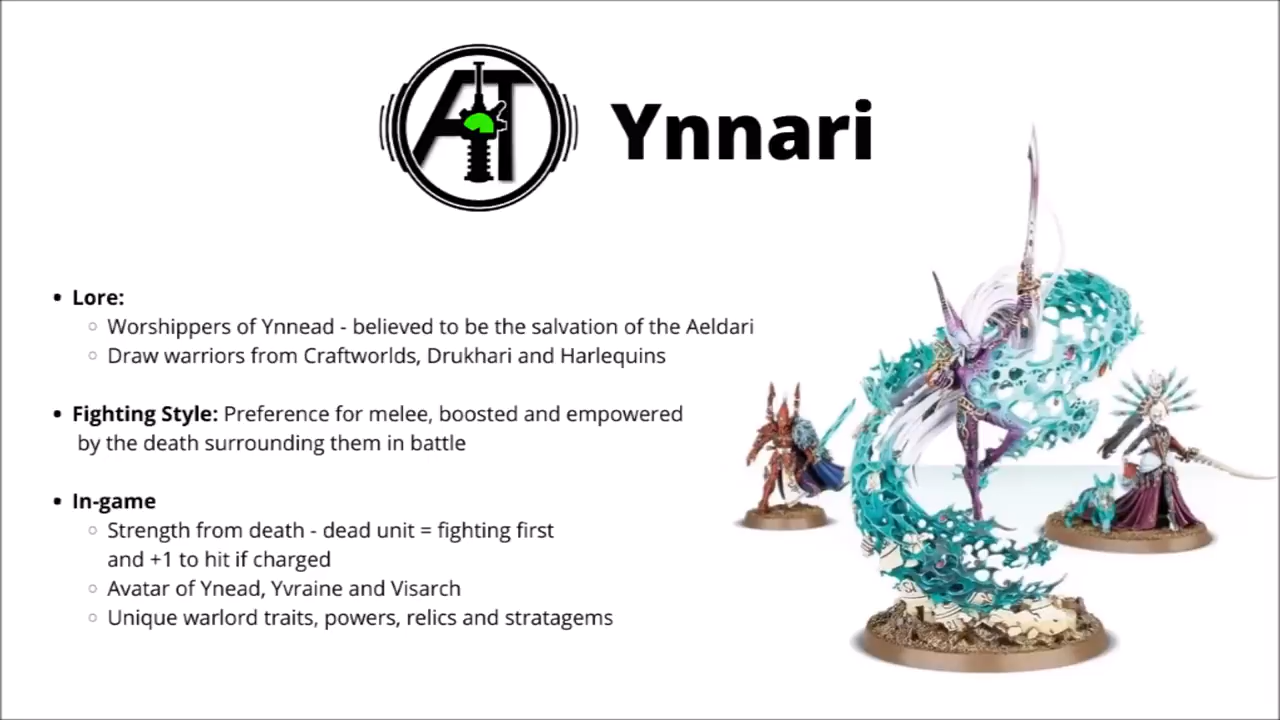 AT
Ynnari
• Lore:
○ Worshippers of Ynnead - believed to be the salvation of the Aeldari
○ Draw warriors from Craftworlds, Drukhari and Harlequins
• Fighting Style: Preference for melee, boosted and empowered
by the death surrounding them in battle
• In-game
○ Strength from death - dead unit = fighting first
and +1 to hit if charged
○ Avatar of Ynead, Yvraine and Visarch
○ Unique warlord traits, powers, relics and stratagems